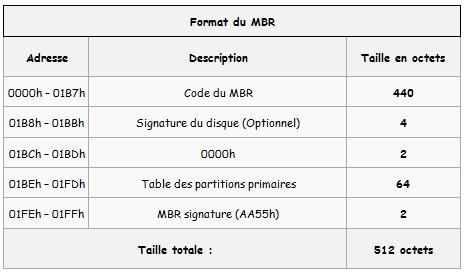 Format du MBR
Adresse Description Taille en octets
0000h – 01B7h Code du MBR 440
01B8h – 01BBh Signature du disque (Optionnel) 4
01BCh – 01BDh 0000h 2
01BEh – 01FDh Table des partitions primaires 64
01FEh – 01FFh MBR signature (AA55h) 2
Taille totale : 512 octets